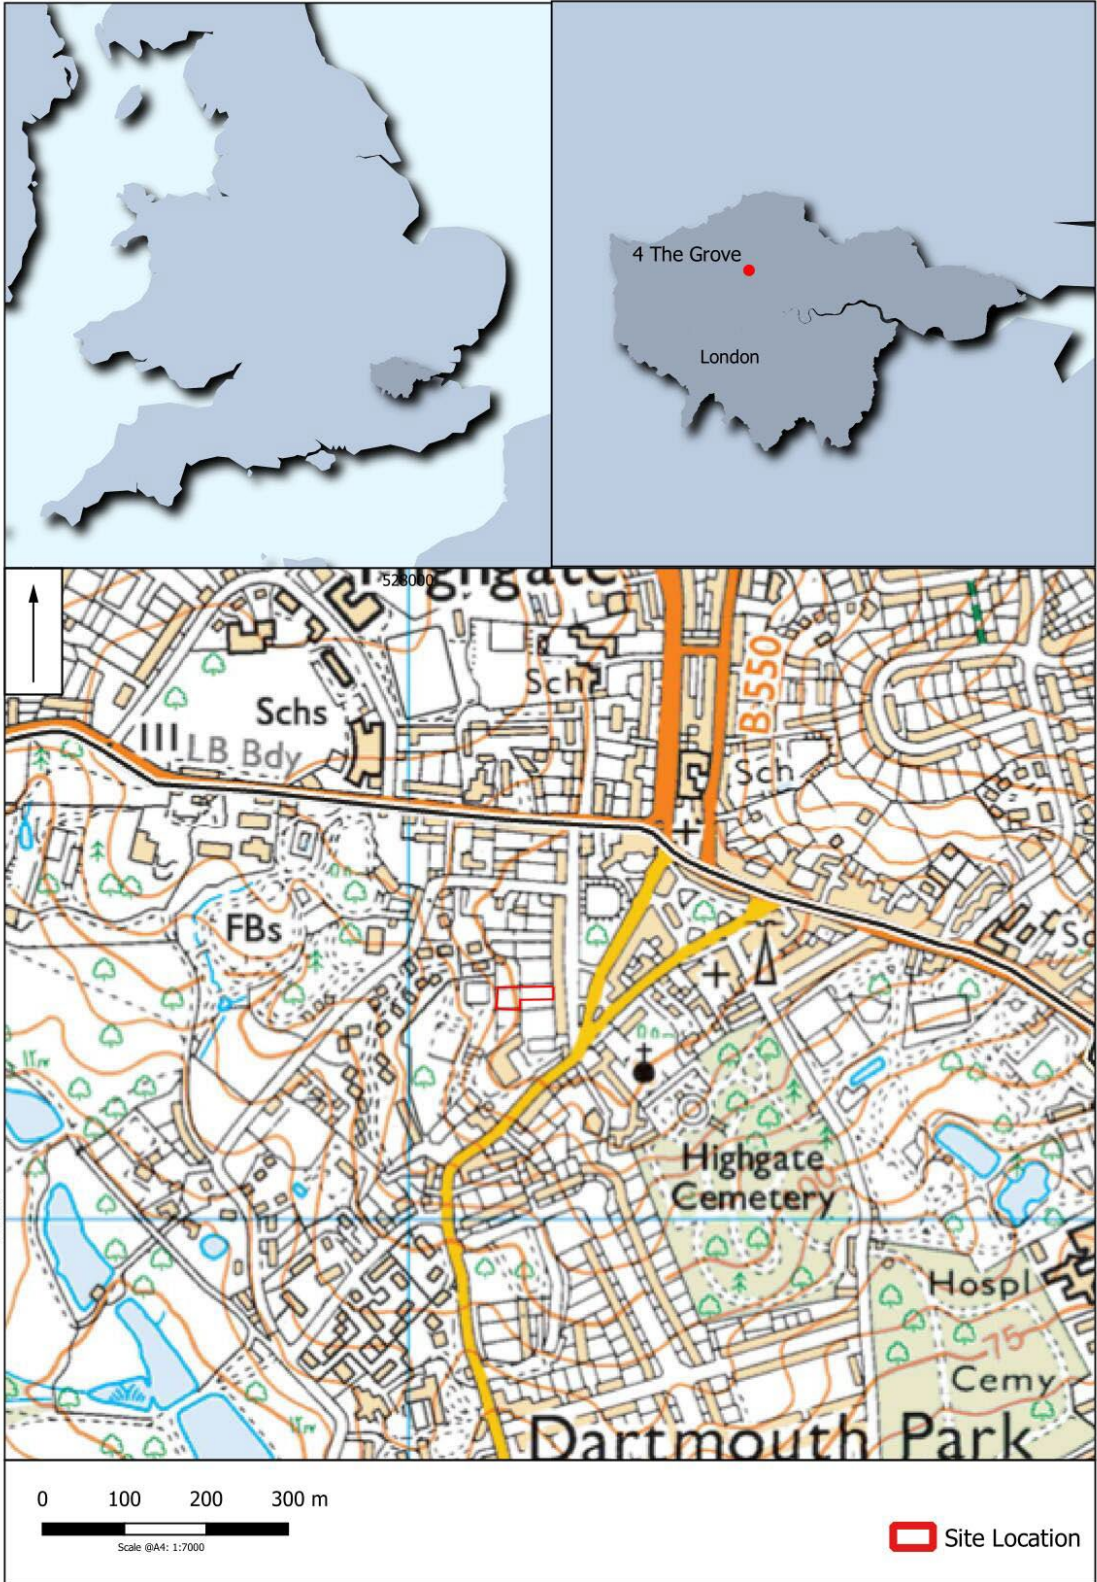 4 The Grove
London
528000
Highgate
Sch
B 550
Schs
III
LB Bdy
Sch
FBs
Highgate
Cemetery
Hospl
75
Cemy
Dartmouth Park
0 100 200 300 m
Scale @A4: 1:7000
Site Location